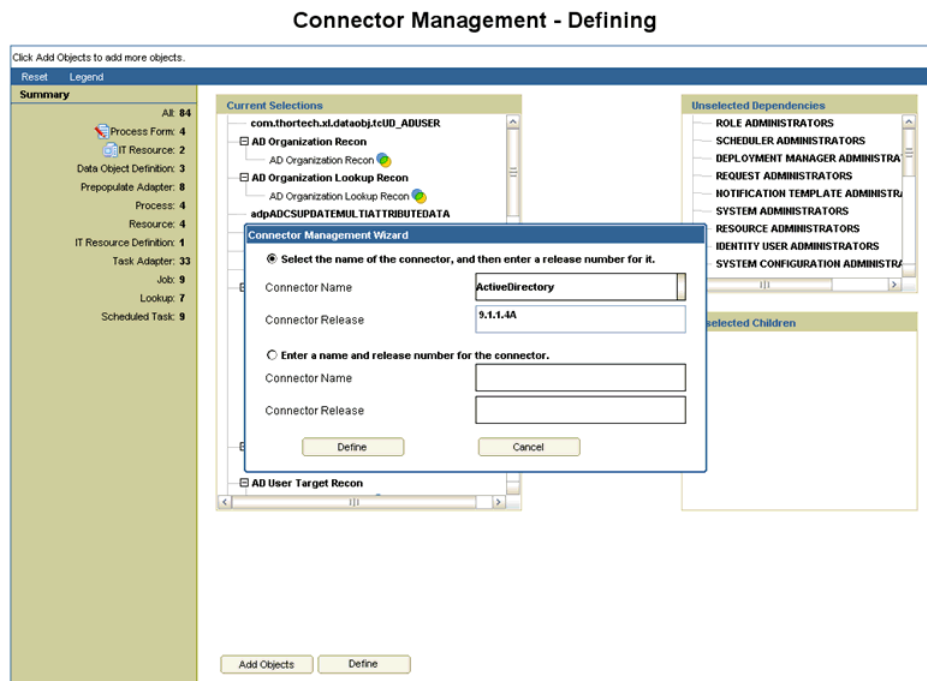 Connector Management - Defining
Click Add Objects to add more objects.
Reset Legend
Summary
All: 84
Process Form: 4
IT Resource: 2
Data Object Definition: 3
Prepopulate Adapter: 8
Process: 4
Resource: 4
IT Resource Definition: 1
Task Adapter: 33
Job: 9
Lookup: 7
Scheduled Task: 9
Current Selections
com.thortech.xl.dataobj.tcUD_ADUSER
AD Organization Recon
AD Organization Recon
AD Organization Lookup Recon
AD Organization Lookup Recon
adpADCSUPDATEMULTIATTRIBUTEDATA
AD User Target Recon
Unselected Dependencies
ROLE ADMINISTRATORS
SCHEDULER ADMINISTRATORS
DEPLOYMENT MANAGER ADMINISTRA
REQUEST ADMINISTRATORS
NOTIFICATION TEMPLATE ADMINISTR
SYSTEM ADMINISTRATORS
RESOURCE ADMINISTRATORS
IDENTITY USER ADMINISTRATORS
SYSTEM CONFIGURATION ADMINISTRA
selected Children
Connector Management Wizard
Select the name of the connector, and then enter a release number for it.
Connector Name ActiveDirectory
Connector Release 9.1.1.4A
Enter a name and release number for the connector.
Connector Name
Connector Release
Define Cancel
Add Objects Define